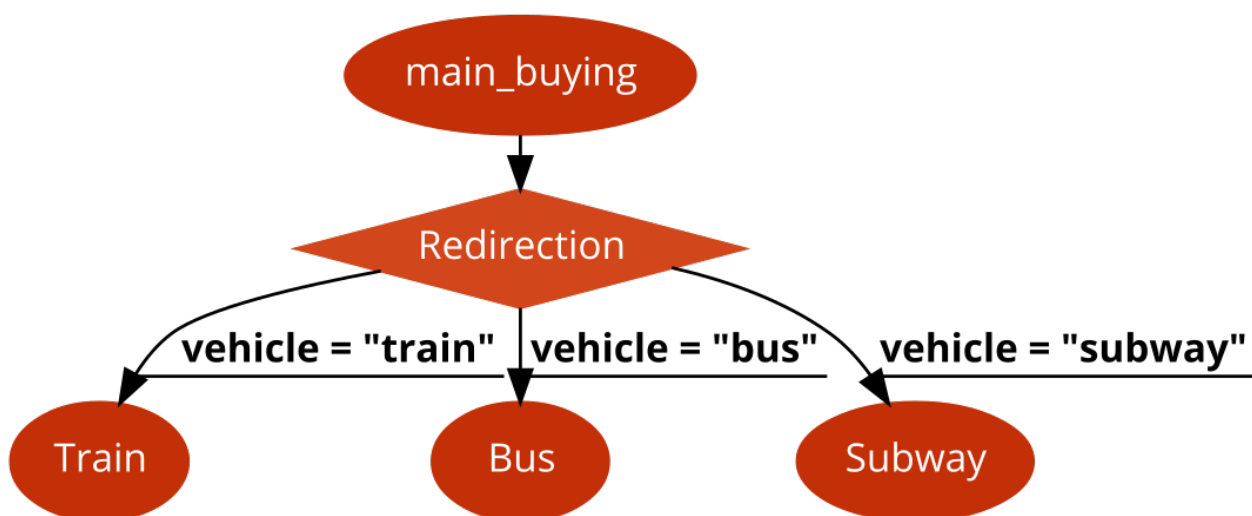 main_buying
Redirection
vehicle = "train"
vehicle = "bus"
vehicle = "subway"
Train
Bus
Subway